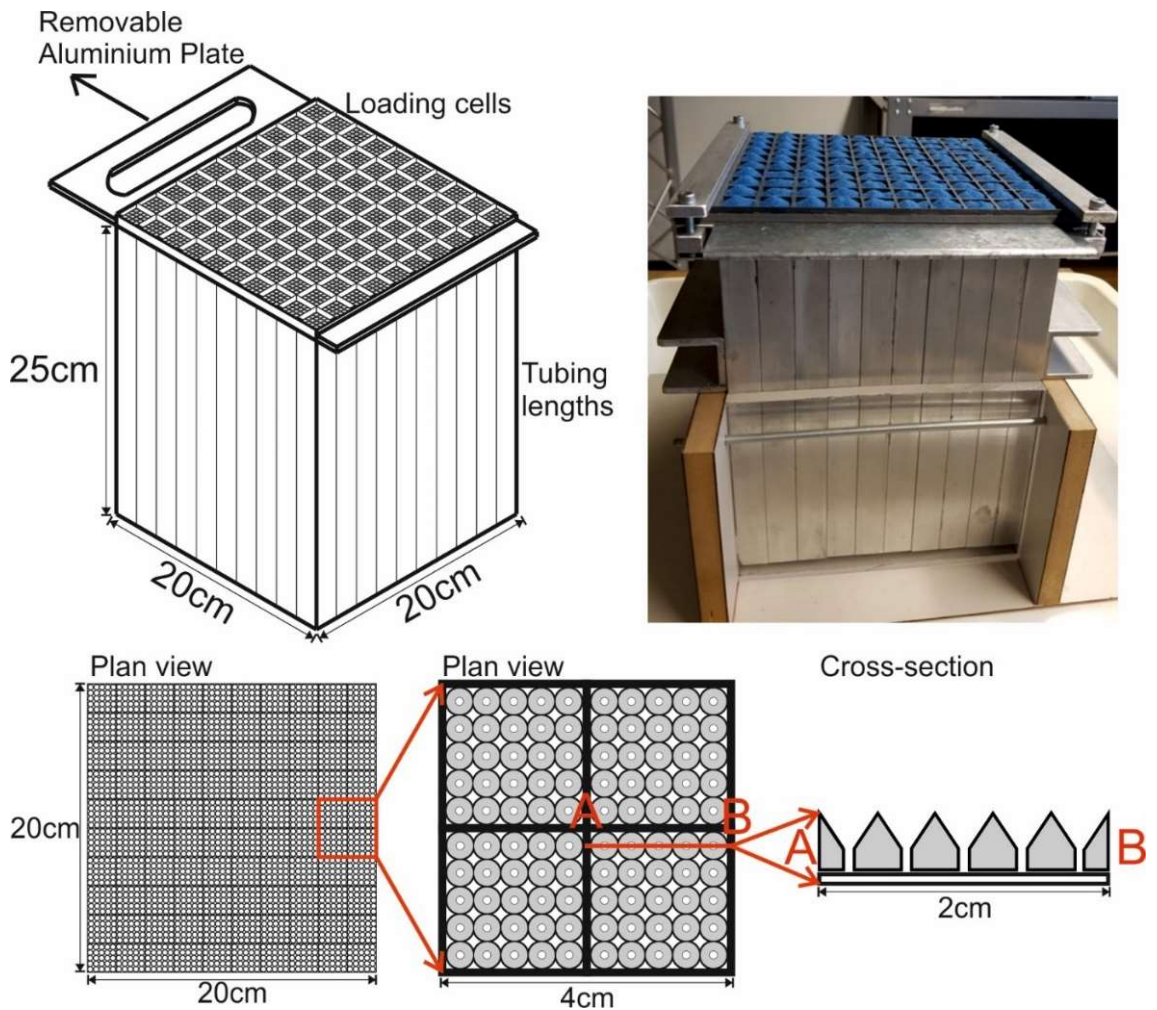 Removable
Aluminium Plate
Loading cells
25cm
Tubing
lengths
20cm
20cm
Plan view
Plan view
Cross-section
20cm
A
B
A
B
2cm
20cm
4cm